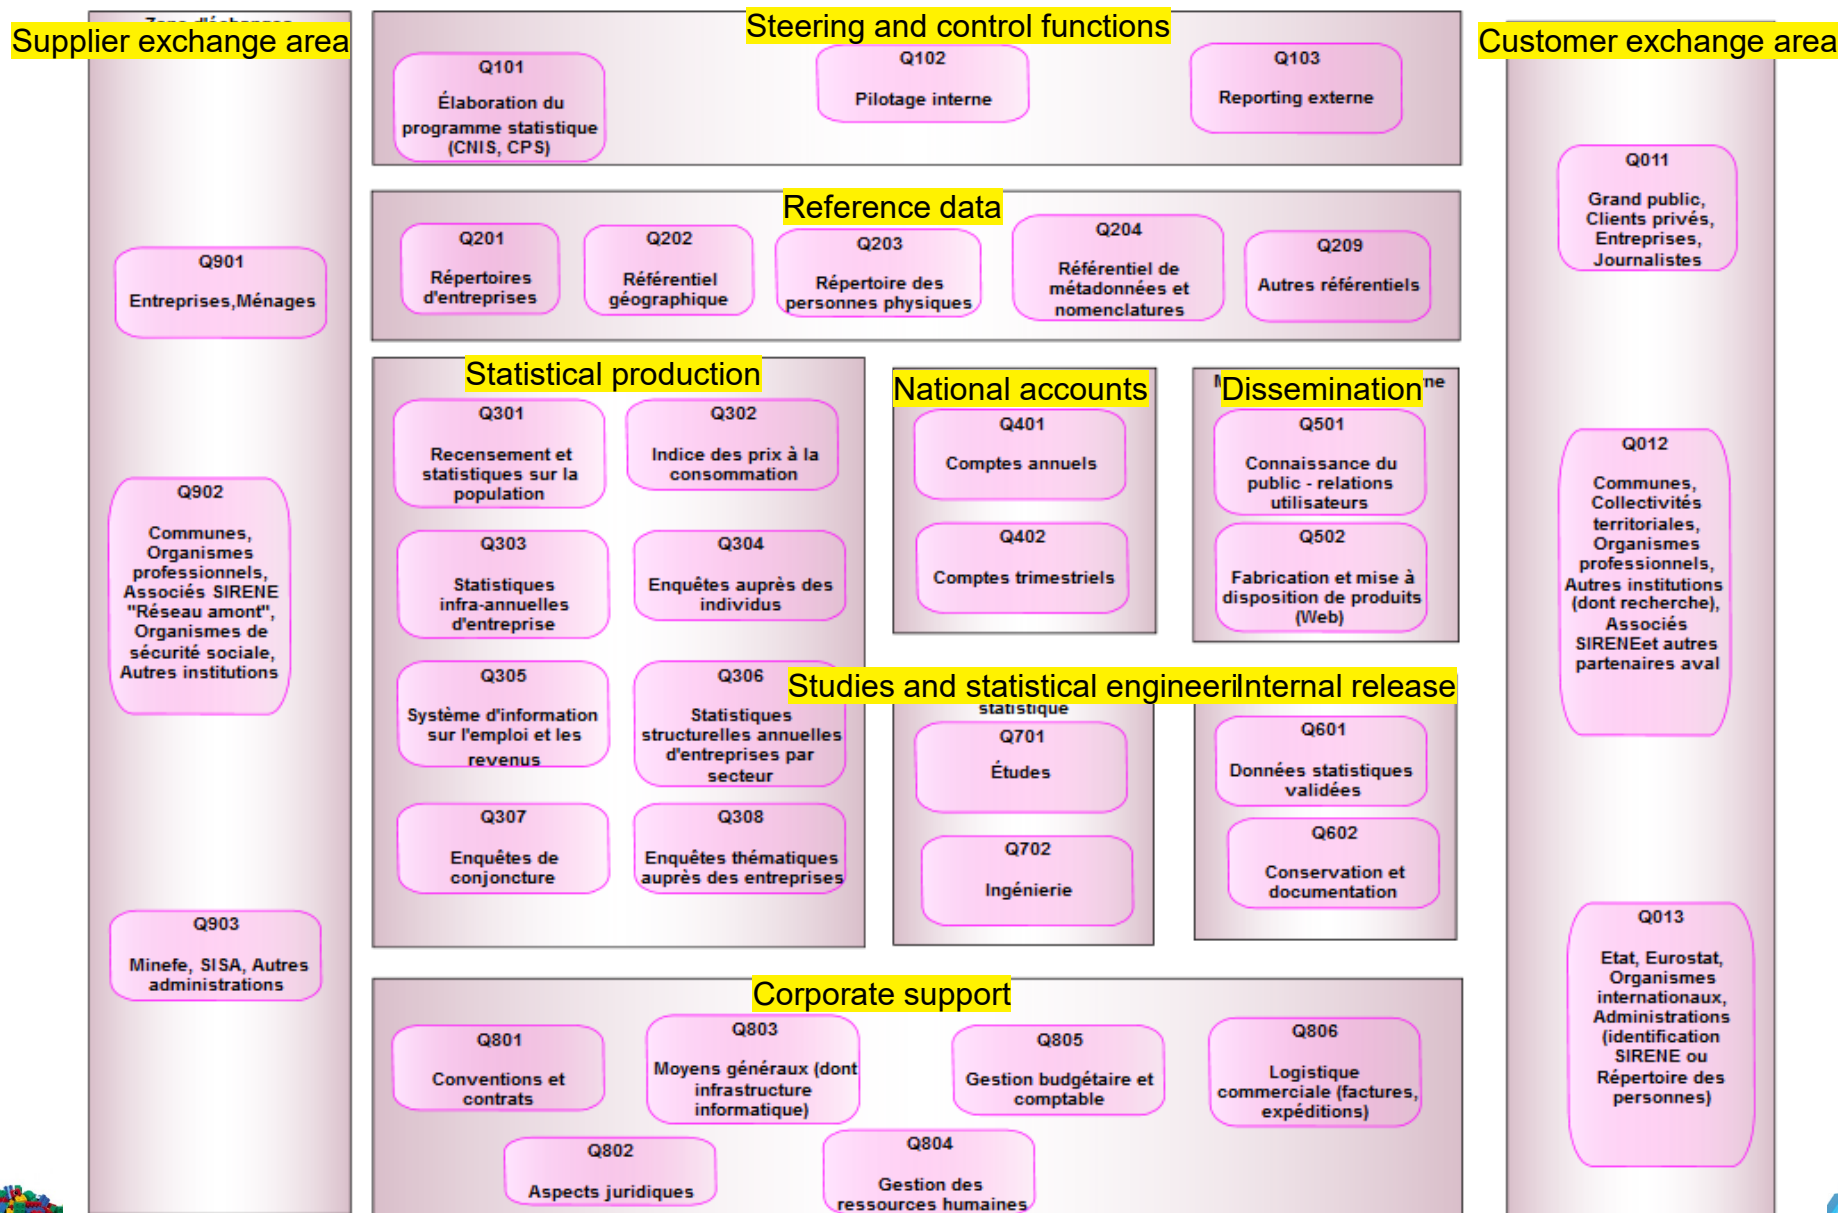 Supplier exchange area
Q901
Entreprises,Ménages
Q902
Communes,
Organismes
professionnels,
Associés SIRENE
"Réseau amont",
Organismes de
sécurité sociale,
Autres institutions
Q903
Minefe, SISA, Autres
administrations
Steering and control functions
Q101
Élaboration du
programme statistique
(CNIS, CPS)
Q102
Pilotage interne
Q103
Reporting externe
Reference data
Q201
Répertoires
d'entreprises
Q202
Référentiel
géographique
Q203
Répertoire des
personnes physiques
Q204
Référentiel de
métadonnées et
nomenclatures
Q209
Autres référentiels
Statistical production
Q301
Recensement et
statistiques sur la
population
Q302
Indice des prix à la
consommation
Q303
Statistiques
infra-annuelles
d'entreprise
Q304
Enquêtes auprès des
individus
Q305
Système d'information
sur l'emploi et les
revenus
Q306
Statistiques
structurelles annuelles
d'entreprises par
secteur
Q307
Enquêtes de
conjoncture
Q308
Enquêtes thématiques
auprès des entreprises
National accounts
Q401
Comptes annuels
Q402
Comptes trimestriels
Dissemination
Q501
Connaissance du
public - relations
utilisateurs
Q502
Fabrication et mise à
disposition de produits
(Web)
Studies and statistical engineeri
statistique
Q701
Études
Q702
Ingénierie
Internal release
Q601
Données statistiques
validées
Q602
Conservation et
documentation
Corporate support
Q801
Conventions et
contrats
Q803
Moyens généraux (dont
infrastructure
informatique)
Q805
Gestion budgétaire et
comptable
Q806
Logistique
commerciale (factures,
expéditions)
Q802
Aspects juridiques
Q804
Gestion des
ressources humaines
Customer exchange area
Q011
Grand public,
Clients privés,
Entreprises,
Journalistes
Q012
Communes,
Collectivités
territoriales,
Organismes
professionnels,
Autres institutions
(dont recherche),
Associés
SIRENEet autres
partenaires aval
Q013
Etat, Eurostat,
Organismes
internationaux,
Administrations
(identification
SIRENE ou
Répertoire des
personnes)